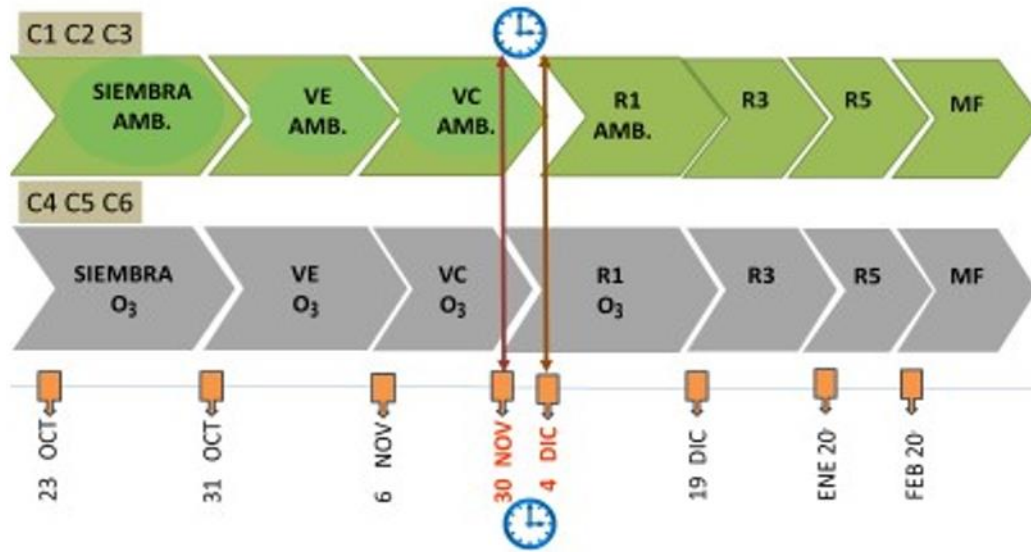 C1 C2 C3
SIEMBRA
AMB.
VE
AMB.
VC
AMB.
R1
AMB.
R3
R5
MF
C4 C5 C6
SIEMBRA
O₃
VE
O₃
VC
O₃
R1
O₃
R3
R5
MF
23 OCT
31 OCT
6 NOV
30 NOV
4 DIC
19 DIC
ENE 20
FEB 20